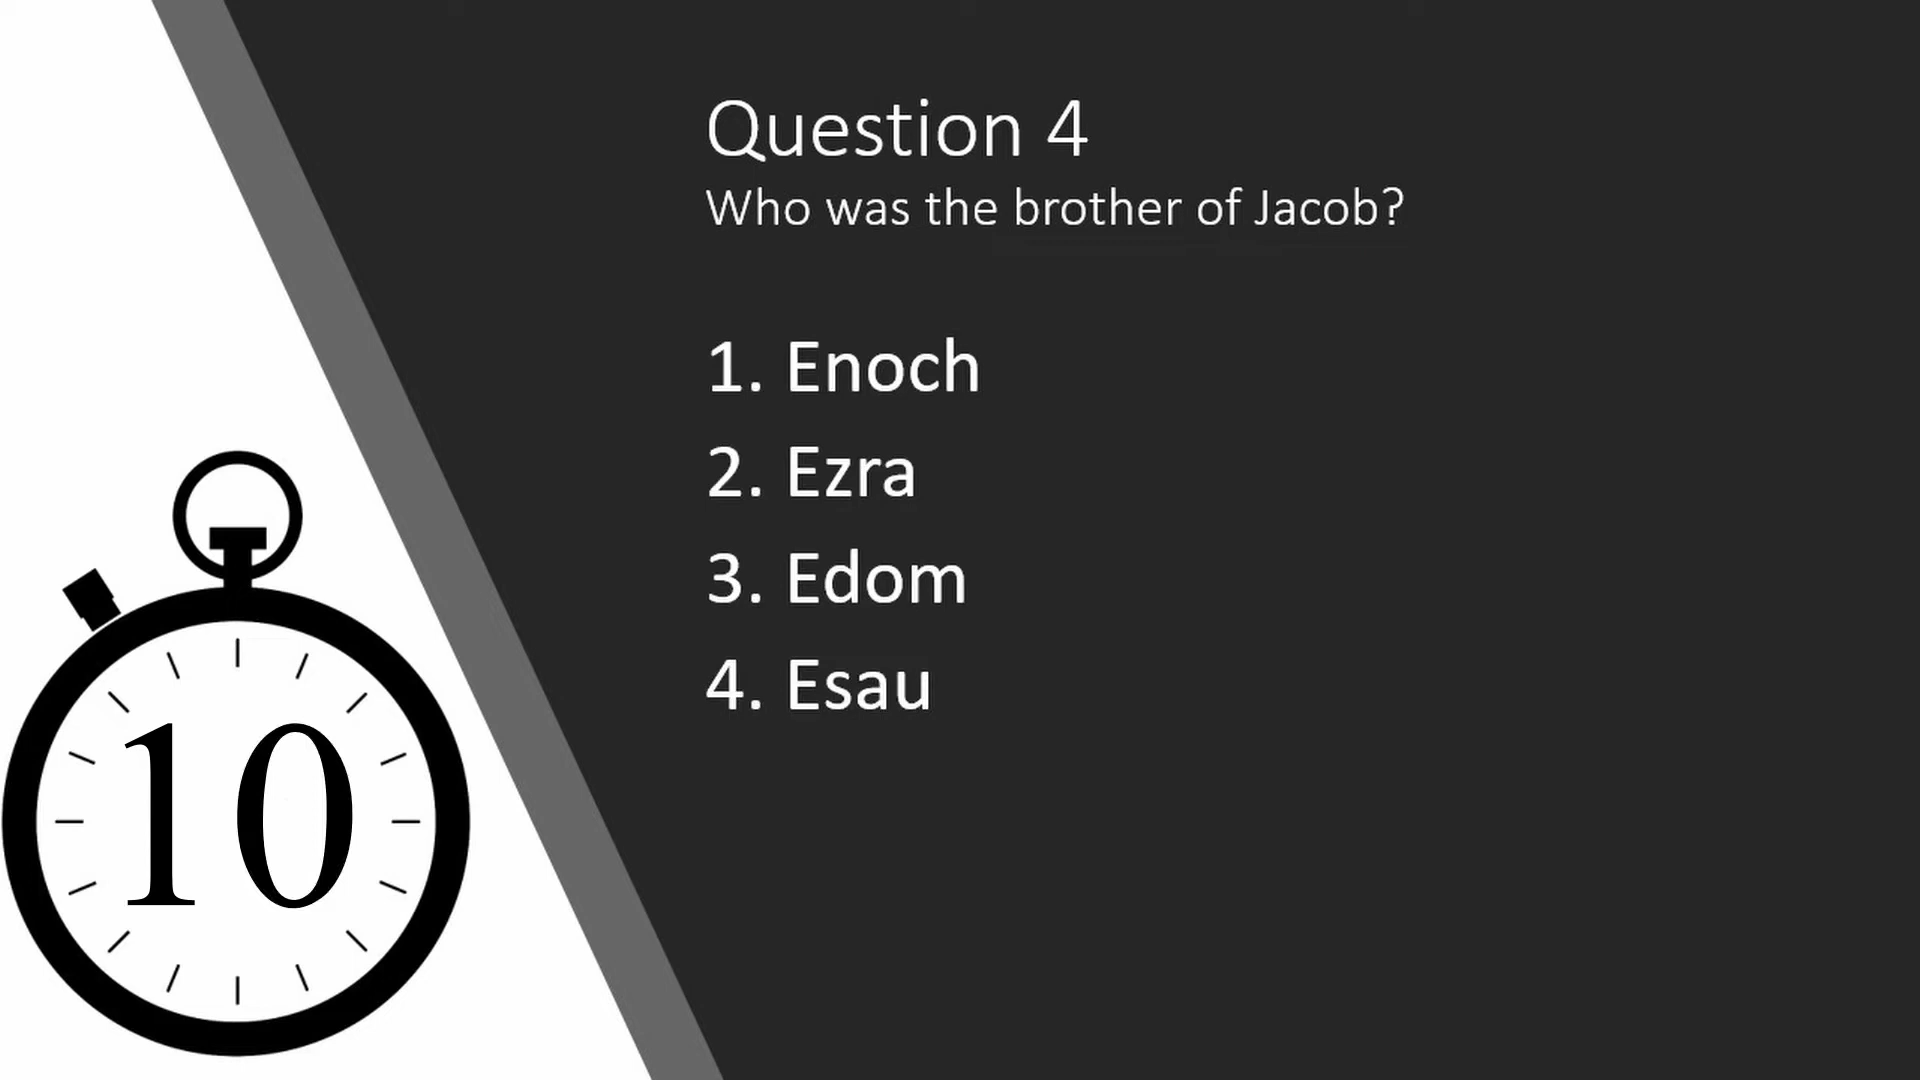 Question 4
Who was the brother of Jacob?
1. Enoch
2. Ezra
3. Edom
4. Esau
10